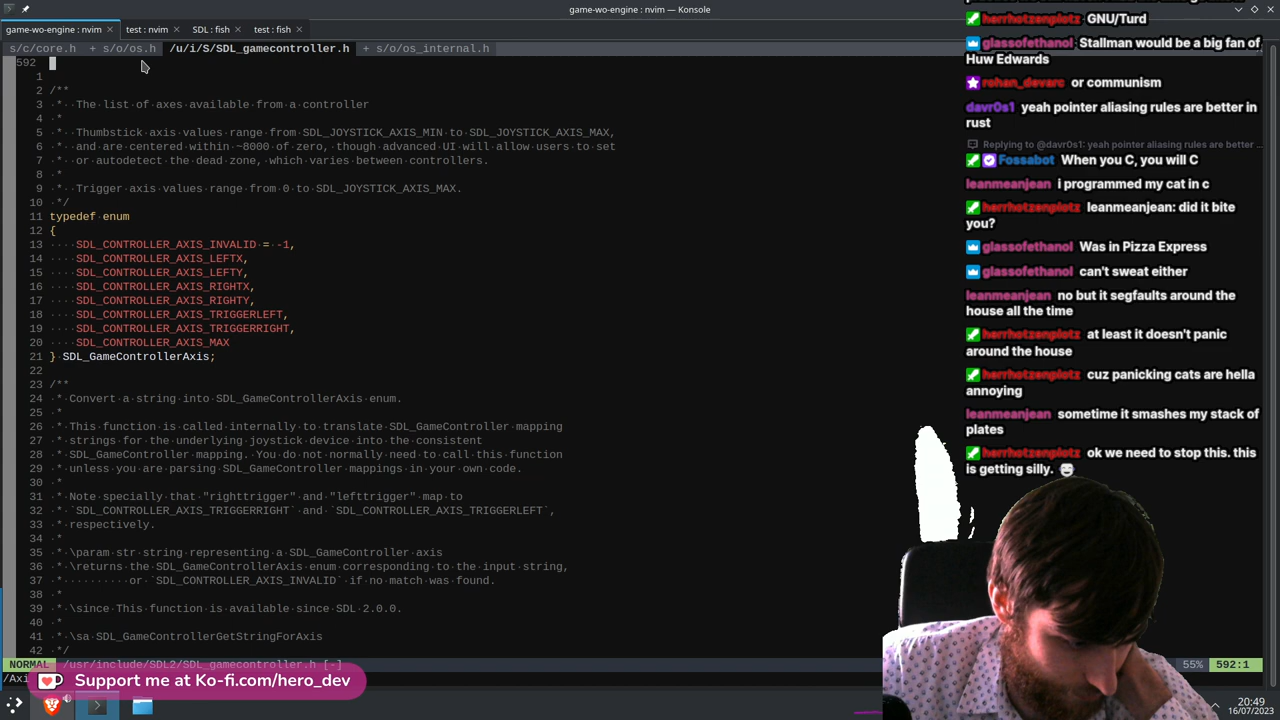 game-wo-engine : nvim — Konsole
game-wo-engine : nvim
test : nvim
SDL : fish
test : fish
s/c/core.h
+ s/o/os.h
/u/i/S/SDL_gamecontroller.h
+ s/o/os_internal.h
592
1
2 /**
3  *  The list of axes available from a controller
4  *
5  *  Thumbstick axis values range from SDL_JOYSTICK_AXIS_MIN to SDL_JOYSTICK_AXIS_MAX,
6  *  and are centered within ~8000 of zero, though advanced UI will allow users to set
7  *  or autodetect the dead zone, which varies between controllers.
8  *
9  *  Trigger axis values range from 0 to SDL_JOYSTICK_AXIS_MAX.
10  */
11 typedef enum
12 {
13     SDL_CONTROLLER_AXIS_INVALID = -1,
14     SDL_CONTROLLER_AXIS_LEFTX,
15     SDL_CONTROLLER_AXIS_LEFTY,
16     SDL_CONTROLLER_AXIS_RIGHTX,
17     SDL_CONTROLLER_AXIS_RIGHTY,
18     SDL_CONTROLLER_AXIS_TRIGGERLEFT,
19     SDL_CONTROLLER_AXIS_TRIGGERRIGHT,
20     SDL_CONTROLLER_AXIS_MAX
21 } SDL_GameControllerAxis;
22
23 /**
24  * Convert a string into SDL_GameControllerAxis enum.
25  *
26  * This function is called internally to translate SDL_GameController mapping
27  * strings for the underlying joystick device into the consistent
28  * SDL_GameController mapping. You do not normally need to call this function
29  * unless you are parsing SDL_GameController mappings in your own code.
30  *
31  * Note specially that "righttrigger" and "lefttrigger" map to
32  * `SDL_CONTROLLER_AXIS_TRIGGERRIGHT` and `SDL_CONTROLLER_AXIS_TRIGGERLEFT`,
33  * respectively.
34  *
35  * \param str string representing a SDL_GameController axis
36  * \returns the SDL_GameControllerAxis enum corresponding to the input string,
37  *          or `SDL_CONTROLLER_AXIS_INVALID` if no match was found.
38  *
39  * \since This function is available since SDL 2.0.0.
40  *
41  * \sa SDL_GameControllerGetStringForAxis
42  */
NORMAL /usr/include/SDL2/SDL_gamecontroller.h [-]
55% 592:1
Support me at Ko-fi.com/hero_dev
20:49
16/07/2023
herrhotzenplotz GNU/Turd
glassofethanol Stallman would be a big fan of
Huw Edwards
rohan_devarc or communism
davr0s1 yeah pointer aliasing rules are better in
rust
Replying to @davr0s1: yeah pointer aliasing rules are better ...
Fossabot When you C, you will C
leanmeanjean i programmed my cat in c
herrhotzenplotz leanmeanjean: did it bite
you?
glassofethanol Was in Pizza Express
glassofethanol can't sweat either
leanmeanjean no but it segfaults around the
house all the time
herrhotzenplotz at least it doesn't panic
around the house
herrhotzenplotz cuz panicking cats are hella
annoying
leanmeanjean sometime it smashes my stack of
plates
herrhotzenplotz ok we need to stop this. this
is getting silly.